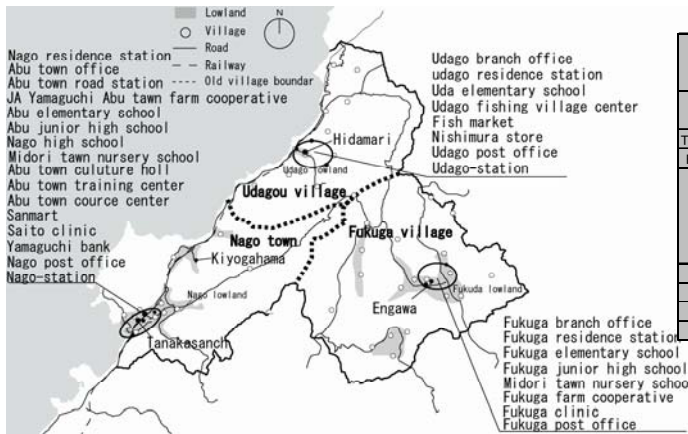 Lowland
Village
Road
Railway
Old village boundar
N
Nago residence station
Abu town office
Abu town road station
JA Yamaguchi Abu tawn farm cooperative
Abu elementary school
Abu junior high school
Nago high school
Midori tawn nursery school
Abu town culuture holl
Abu town training center
Abu town cource center
Sanmart
Saito clinic
Yamaguchi bank
Nago post office
Nago-station
Udago branch office
udago residence station
Uda elementary school
Udago fishing village center
Fish market
Nishimura store
Udago post office
Udago-station
Hidamari
Udago lowland
Udagou village
Nago town
Fukuga village
Kiyogahama
Nago lowland
Tanakasanch
Engawa
Fukuda lowland
Fukuga branch office
Fukuga residence station
Fukuga elementary school
Fukuga junior high school
Midori tawn nursery schoo
Fukuga farm cooperative
Fukuga clinic
Fukuga post office
T